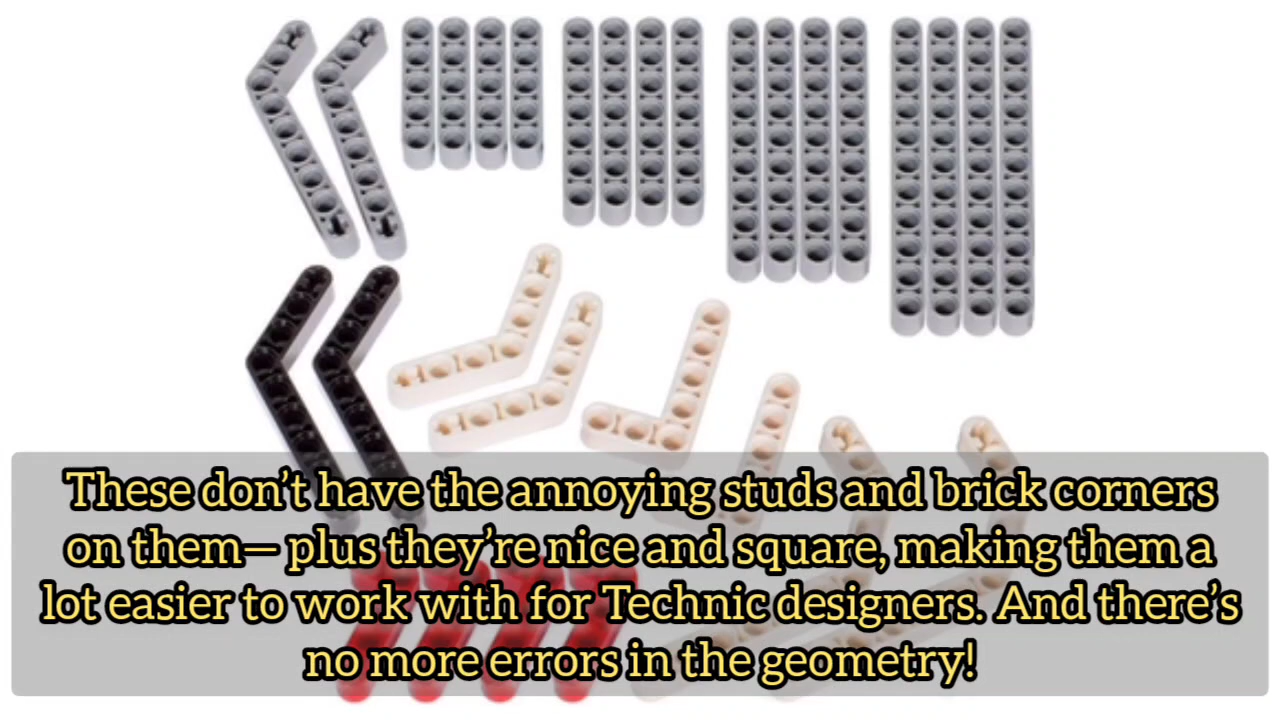 These don’t have the annoying studs and brick corners
on them— plus they’re nice and square, making them a
lot easier to work with for Technic designers. And there’s
no more errors in the geometry!